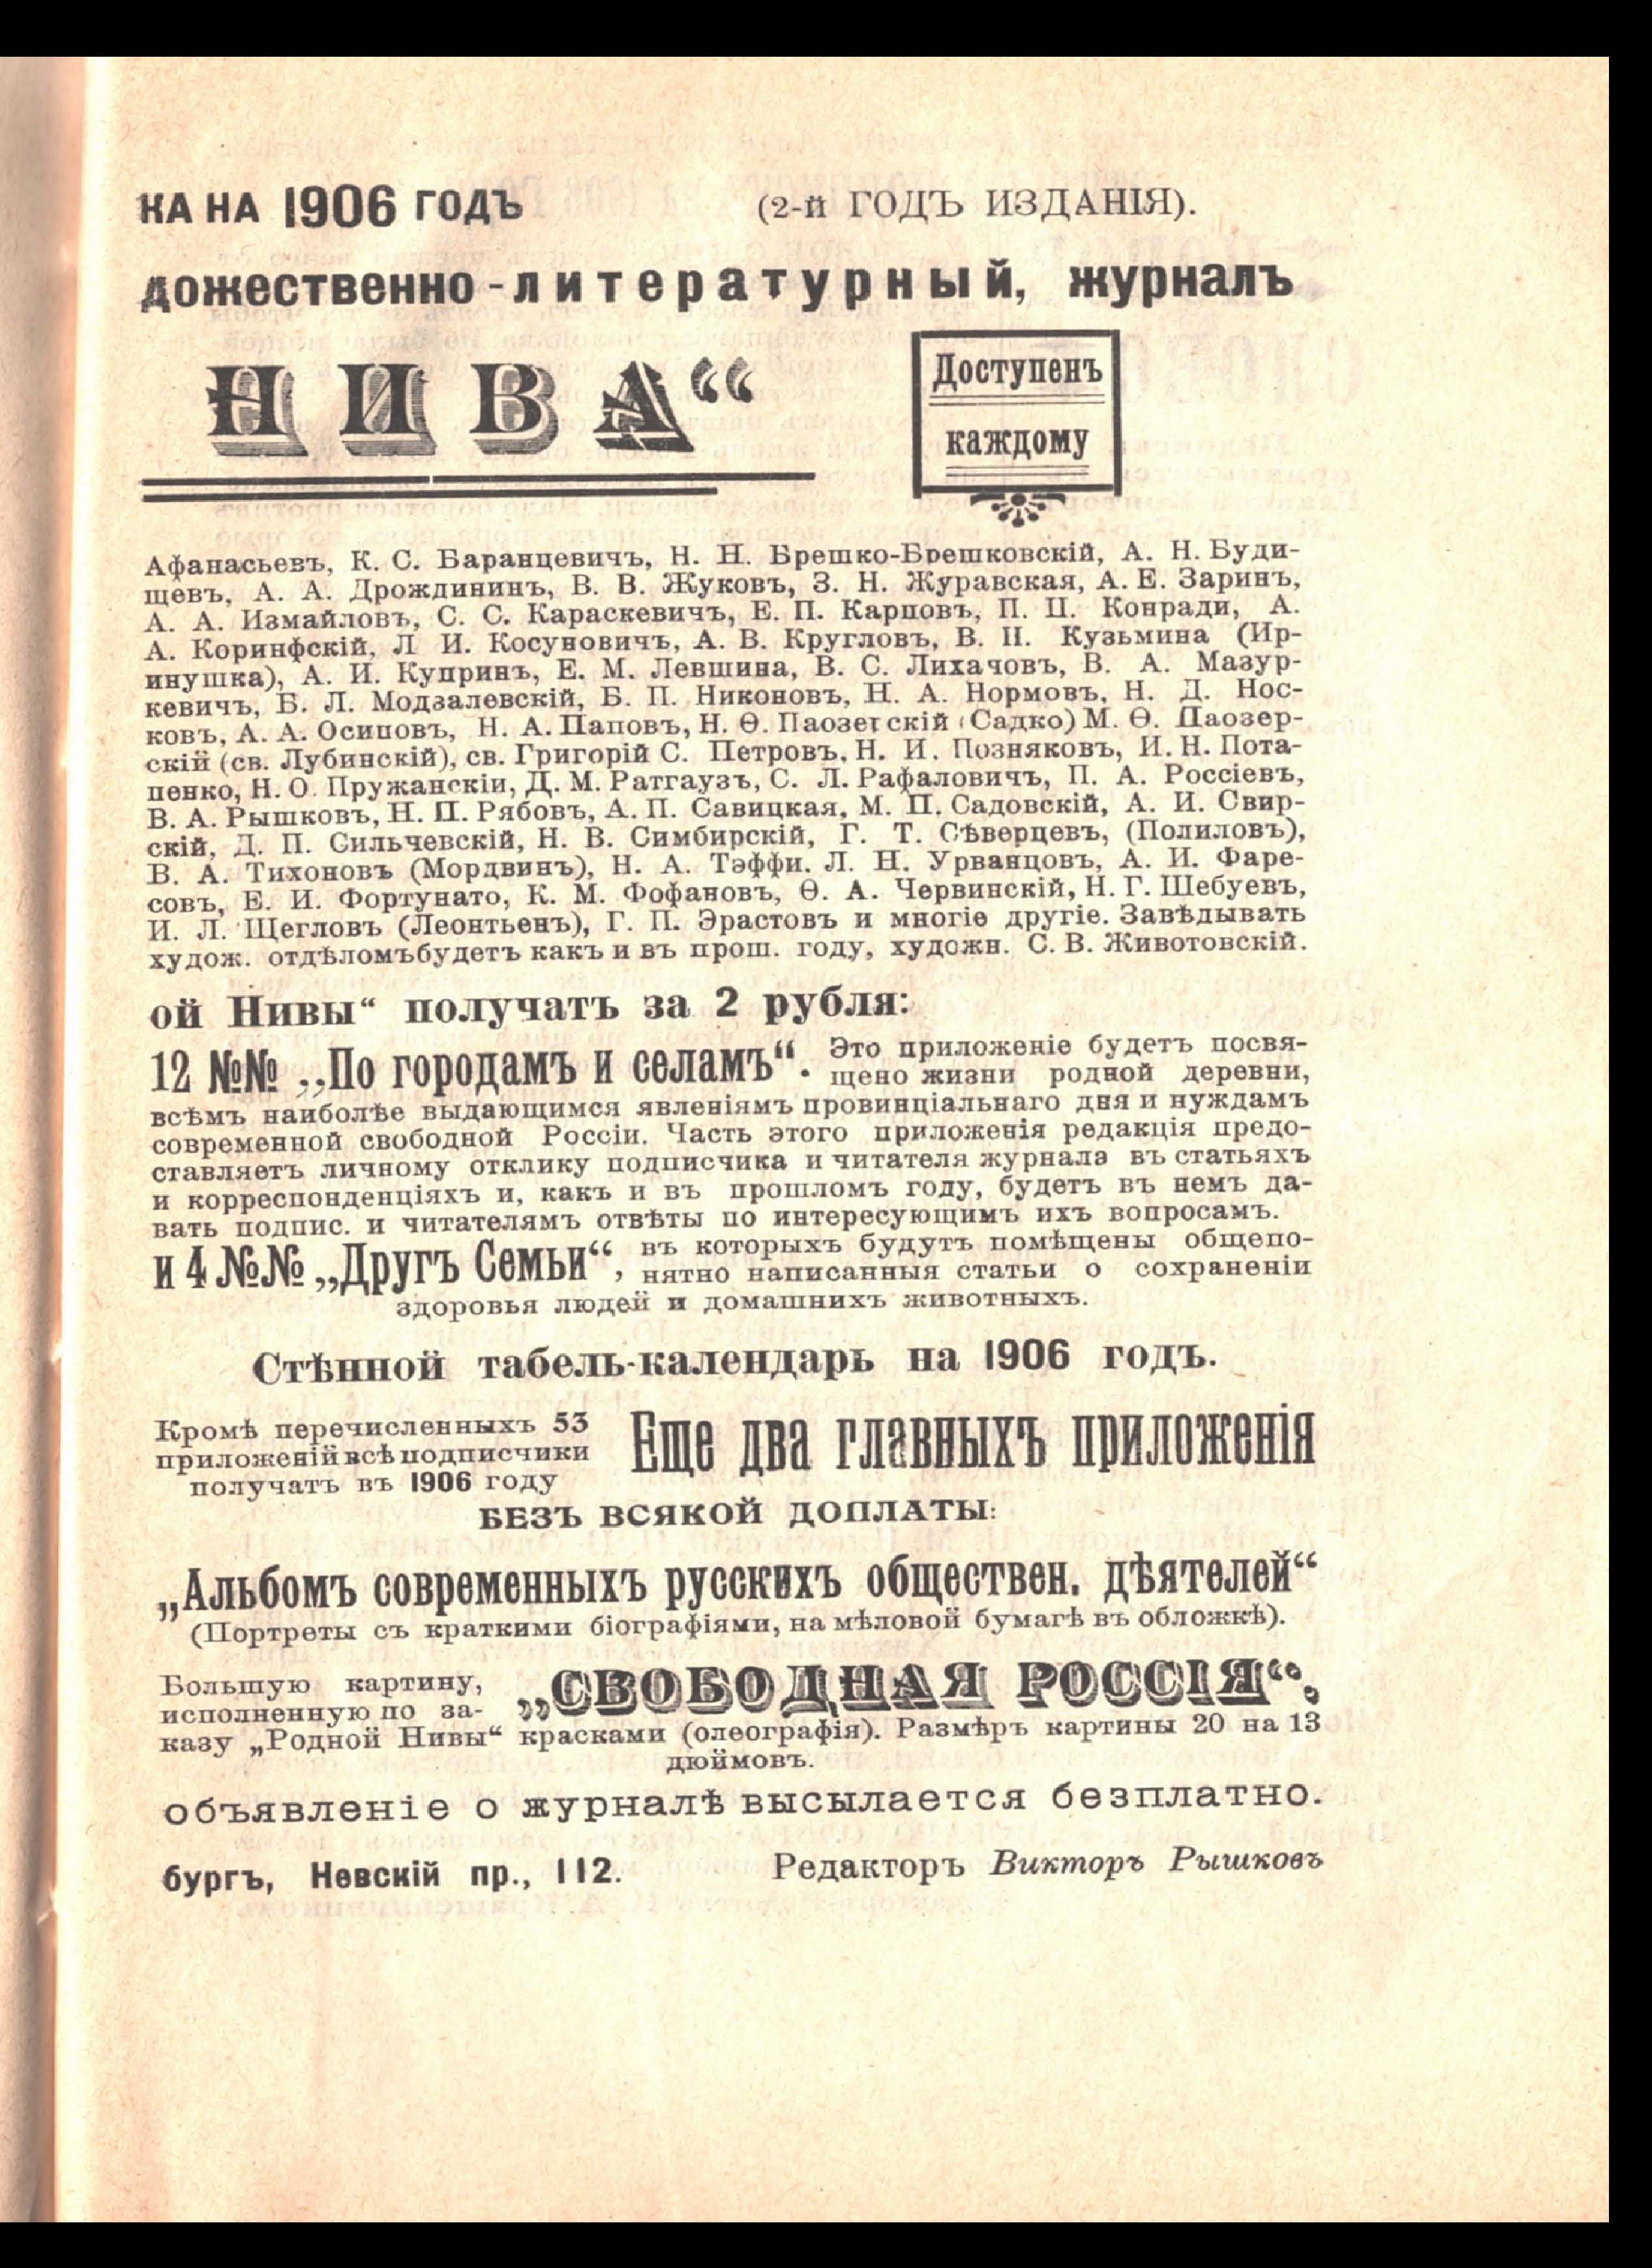 КА НА 1906 ГОДЪ (2-й ГОДЪ ИЗДАНІЯ).
дожественно-литературный, журналъ
НИВА“
Доступенъ
каждому
Афанасьевъ, К. С. Баранцевичъ, Н. Н. Брешко-Брешковскій, А. Н. Буди-
щевъ, А. А. Дрождининъ, В. В. Жуковъ, З. Н. Журавская, А. Е. Заринъ,
А. А. Измайловъ, С. С. Караскевичъ, Е. П. Карповъ, П. П. Конради, А.
А. Коринфскій, Л И. Косуновичъ, А. В. Кругловъ, В. П. Кузьмина (Ир-
инушка), А. И. Купринъ, Е. М. Левшина, В. С. Лихачовъ, В. А. Мазур-
кевичъ, Б. Л. Модзалевскій, Б. П. Никоновъ, Н. А. Нормовъ, Н. Д. Нос-
ковъ, А. А. Осиповъ, Н. А. Паповъ, Н. Ѳ. Паозерскій (Садко) М. Ѳ. Паозер-
скій (св. Лубинскій), св. Григорій С. Петровъ, Н. И. Позняковъ, И. Н. Пота-
пенко, Н. О. Пружанскіи, Д. М. Ратгаузъ, С. Л. Рафаловичъ, П. А. Россіевъ,
В. А. Рышковъ, Н. П. Рябовъ, А. П. Савицкая, М. П. Садовскій, А. И. Свир-
скій, Д. П. Сильчевскій, Н. В. Симбирскій, Г. Т. Сѣверцевъ, (Полиловъ),
В. А. Тихоновъ (Мордвинъ), Н. А. Тэффи. Л. Н. Урванцовъ, А. И. Фаре-
совъ, Е. И. Фортунато, К. М. Фофановъ, Ѳ. А. Червинскій, Н. Г. Шебуевъ,
И. Л. Щегловъ (Леонтьенъ), Г. П. Эрастовъ и многіе другіе. Завѣдывать
худож. отдѣломъбудетъ какъ и въ прош. году, художн. С. В. Животовскій.
ой Нивы“ получатъ за 2 рубля:
12 №№ „По городамъ и селамъ“. Это приложеніе будетъ посвя-
щено жизни родной деревни,
всѣмъ наиболѣе выдающимся явленіямъ провинціальнаго дня и нуждамъ
современной свободной Россіи. Часть этого приложенія редакція предо-
ставляетъ личному отклику подписчика и читателя журнала въ статьяхъ
и корреспонденціяхъ и, какъ и въ прошломъ году, будетъ въ немъ да-
вать подпис. и читателямъ отвѣты по интересующимъ ихъ вопросамъ.
и 4 №№ „Другъ Семьи“, въ которыхъ будутъ помѣщены общепо-
нятно написанныя статьи о сохраненіи
здоровья людей и домашнихъ животныхъ.
Стѣнной табель-календарь на 1906 годъ.
Кромѣ перечисленныхъ 53
приложеній всѣ подписчики
получатъ въ 1906 году
Еще два главныхъ приложенія
БЕЗЪ ВСЯКОЙ ДОПЛАТЫ:
„Альбомъ современныхъ русскихъ обществен. дѣятелей“
(Портреты съ краткими біографіями, на мѣловой бумагѣ въ обложкѣ).
Большую картину,
исполненную по за-
„СВОБОДНАЯ РОССІЯ“,
казу „Родной Нивы“ красками (олеографія). Размѣръ картины 20 на 13
дюймовъ.
объявленіе о журналѣ высылается безплатно.
бургъ, Невскій пр., 112. Редакторъ Викторъ Рышковъ